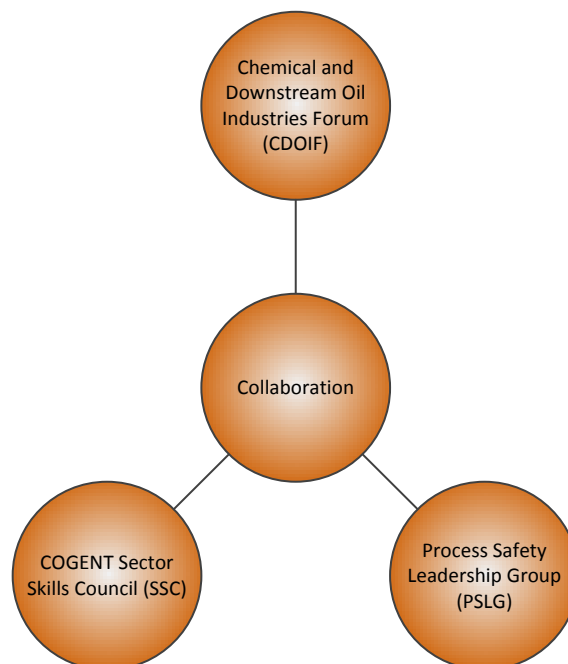 Chemical and
Downstream Oil
Industries Forum
(CDOIF)
Collaboration
COGENT Sector
Skills Council (SSC)
Process Safety
Leadership Group
(PSLG)